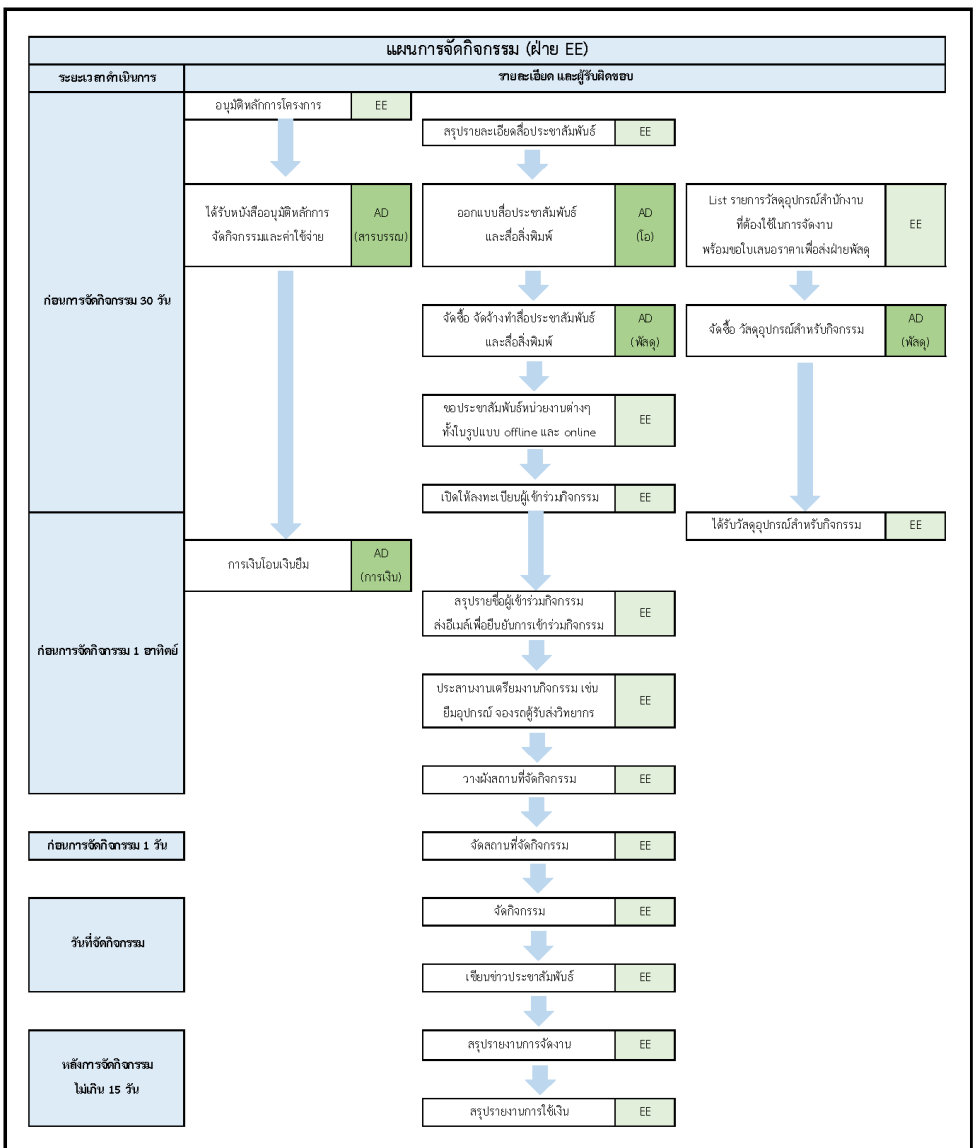 แผนการจัดกิจกรรม (ฝ่าย EE)
ระยะเวลาดำเนินการ
รายละเอียด และผู้รับผิดชอบ
ก่อนการจัดกิจกรรม 30 วัน
อนุมัติหลักการโครงการ
EE
สรุปรายละเอียดสื่อประชาสัมพันธ์
EE
ได้รับหนังสืออนุมัติหลักการ
จัดกิจกรรมและค่าใช้จ่าย
AD
(สารบรรณ)
ออกแบบสื่อประชาสัมพันธ์
และสื่อสิ่งพิมพ์
AD
(โอ)
List รายการวัสดุอุปกรณ์สำนักงาน
ที่ต้องใช้ในการจัดงาน
พร้อมขอใบเสนอราคาเพื่อส่งฝ่ายพัสดุ
EE
จัดซื้อ จัดจ้างทำสื่อประชาสัมพันธ์
และสื่อสิ่งพิมพ์
AD
(พัสดุ)
จัดซื้อ วัสดุอุปกรณ์สำหรับกิจกรรม
AD
(พัสดุ)
ขอประชาสัมพันธ์หน่วยงานต่างๆ
ทั้งในรูปแบบ offline และ online
EE
เปิดให้ลงทะเบียนผู้เข้าร่วมกิจกรรม
EE
ก่อนการจัดกิจกรรม 1 อาทิตย์
ได้รับวัสดุอุปกรณ์สำหรับกิจกรรม
EE
การเงินโอนเงินยืม
AD
(การเงิน)
สรุปรายชื่อผู้เข้าร่วมกิจกรรม
ส่งอีเมล์เพื่อยืนยันการเข้าร่วมกิจกรรม
EE
ประสานงานเตรียมงานกิจกรรม เช่น
ยืมอุปกรณ์ จองรถตู้รับส่งวิทยากร
EE
วางผังสถานที่จัดกิจกรรม
EE
ก่อนการจัดกิจกรรม 1 วัน
จัดสถานที่จัดกิจกรรม
EE
วันที่จัดกิจกรรม
จัดกิจกรรม
EE
เขียนข่าวประชาสัมพันธ์
EE
หลังการจัดกิจกรรม
ไม่เกิน 15 วัน
สรุปรายงานการจัดงาน
EE
สรุปรายงานการใช้เงิน
EE